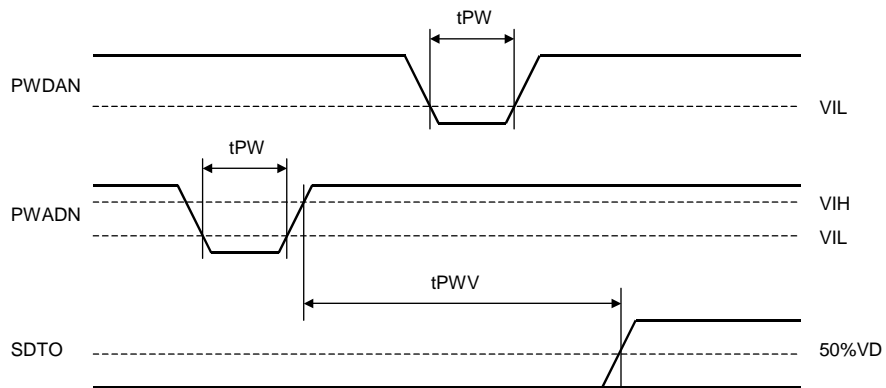 tPW
PWDAN
VIL
tPW
PWADN
VIH
VIL
tPWV
SDTO
50%VD